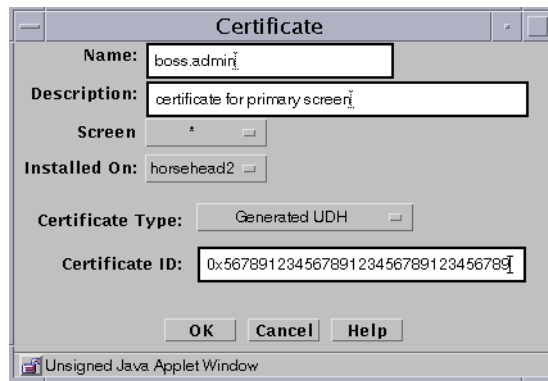 Certificate
Name: boss.admin
Description: certificate for primary screen
Screen *
Installed On: horsehead2
Certificate Type: Generated UDH
Certificate ID: 0x56789123456789123456789123456789
OK Cancel Help
Unsigned Java Applet Window